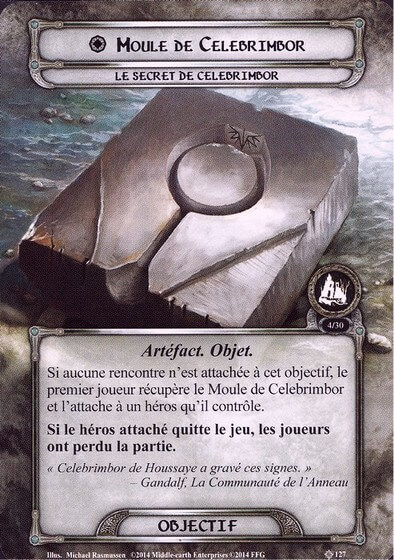 Moule de Celebrimbor
Le Secret de Celebrimbor
4/30
Artéfact. Objet.
Si aucune rencontre n'est attachée à cet objectif, le
premier joueur récupère le Moule de Celebrimbor
et l'attache à un héros qu'il contrôle.
Si le héros attaché quitte le jeu, les joueurs
ont perdu la partie.
« Celebrimbor de Houssaye a gravé ces signes. »
– Gandalf, La Communauté de l'Anneau
OBJECTIF
Illus. Michael Rasmussen ©2014 Middle-earth Enterprises ©2014 FFG 127